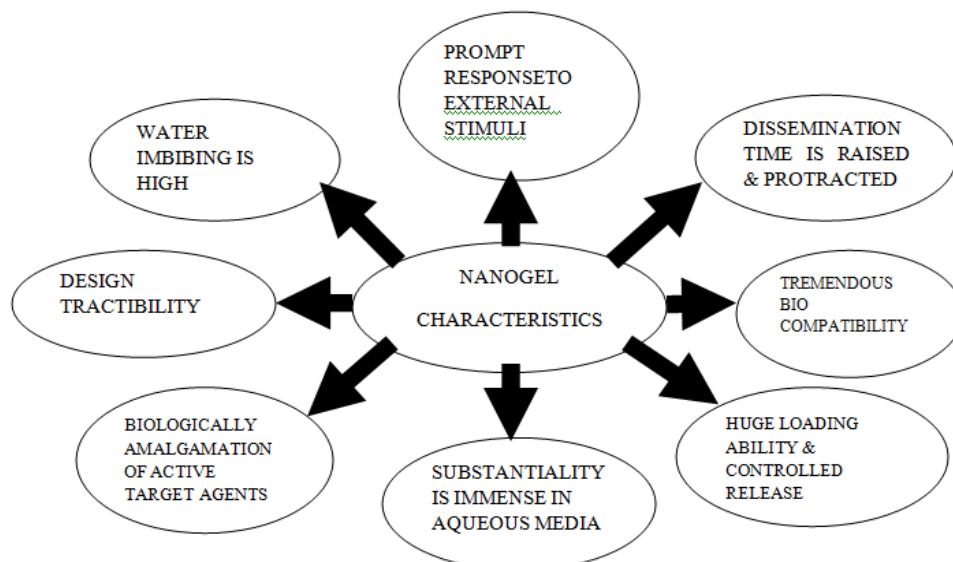 PROMPT
RESPONSETO
EXTERNAL
STIMULI
WATER
IMBIBING IS
HIGH
DISSEMINATION
TIME IS RAISED
& PROTRACTED
DESIGN
TRACTIBILITY
NANOGEL
CHARACTERISTICS
TREMENDOUS
BIO
COMPATIBILITY
BIOLOGICALLY
AMALGAMATION
OF ACTIVE
TARGET AGENTS
SUBSTANTIALITY
IS IMMENSE IN
AQUEOUS MEDIA
HUGE LOADING
ABILITY &
CONTROLLED
RELEASE